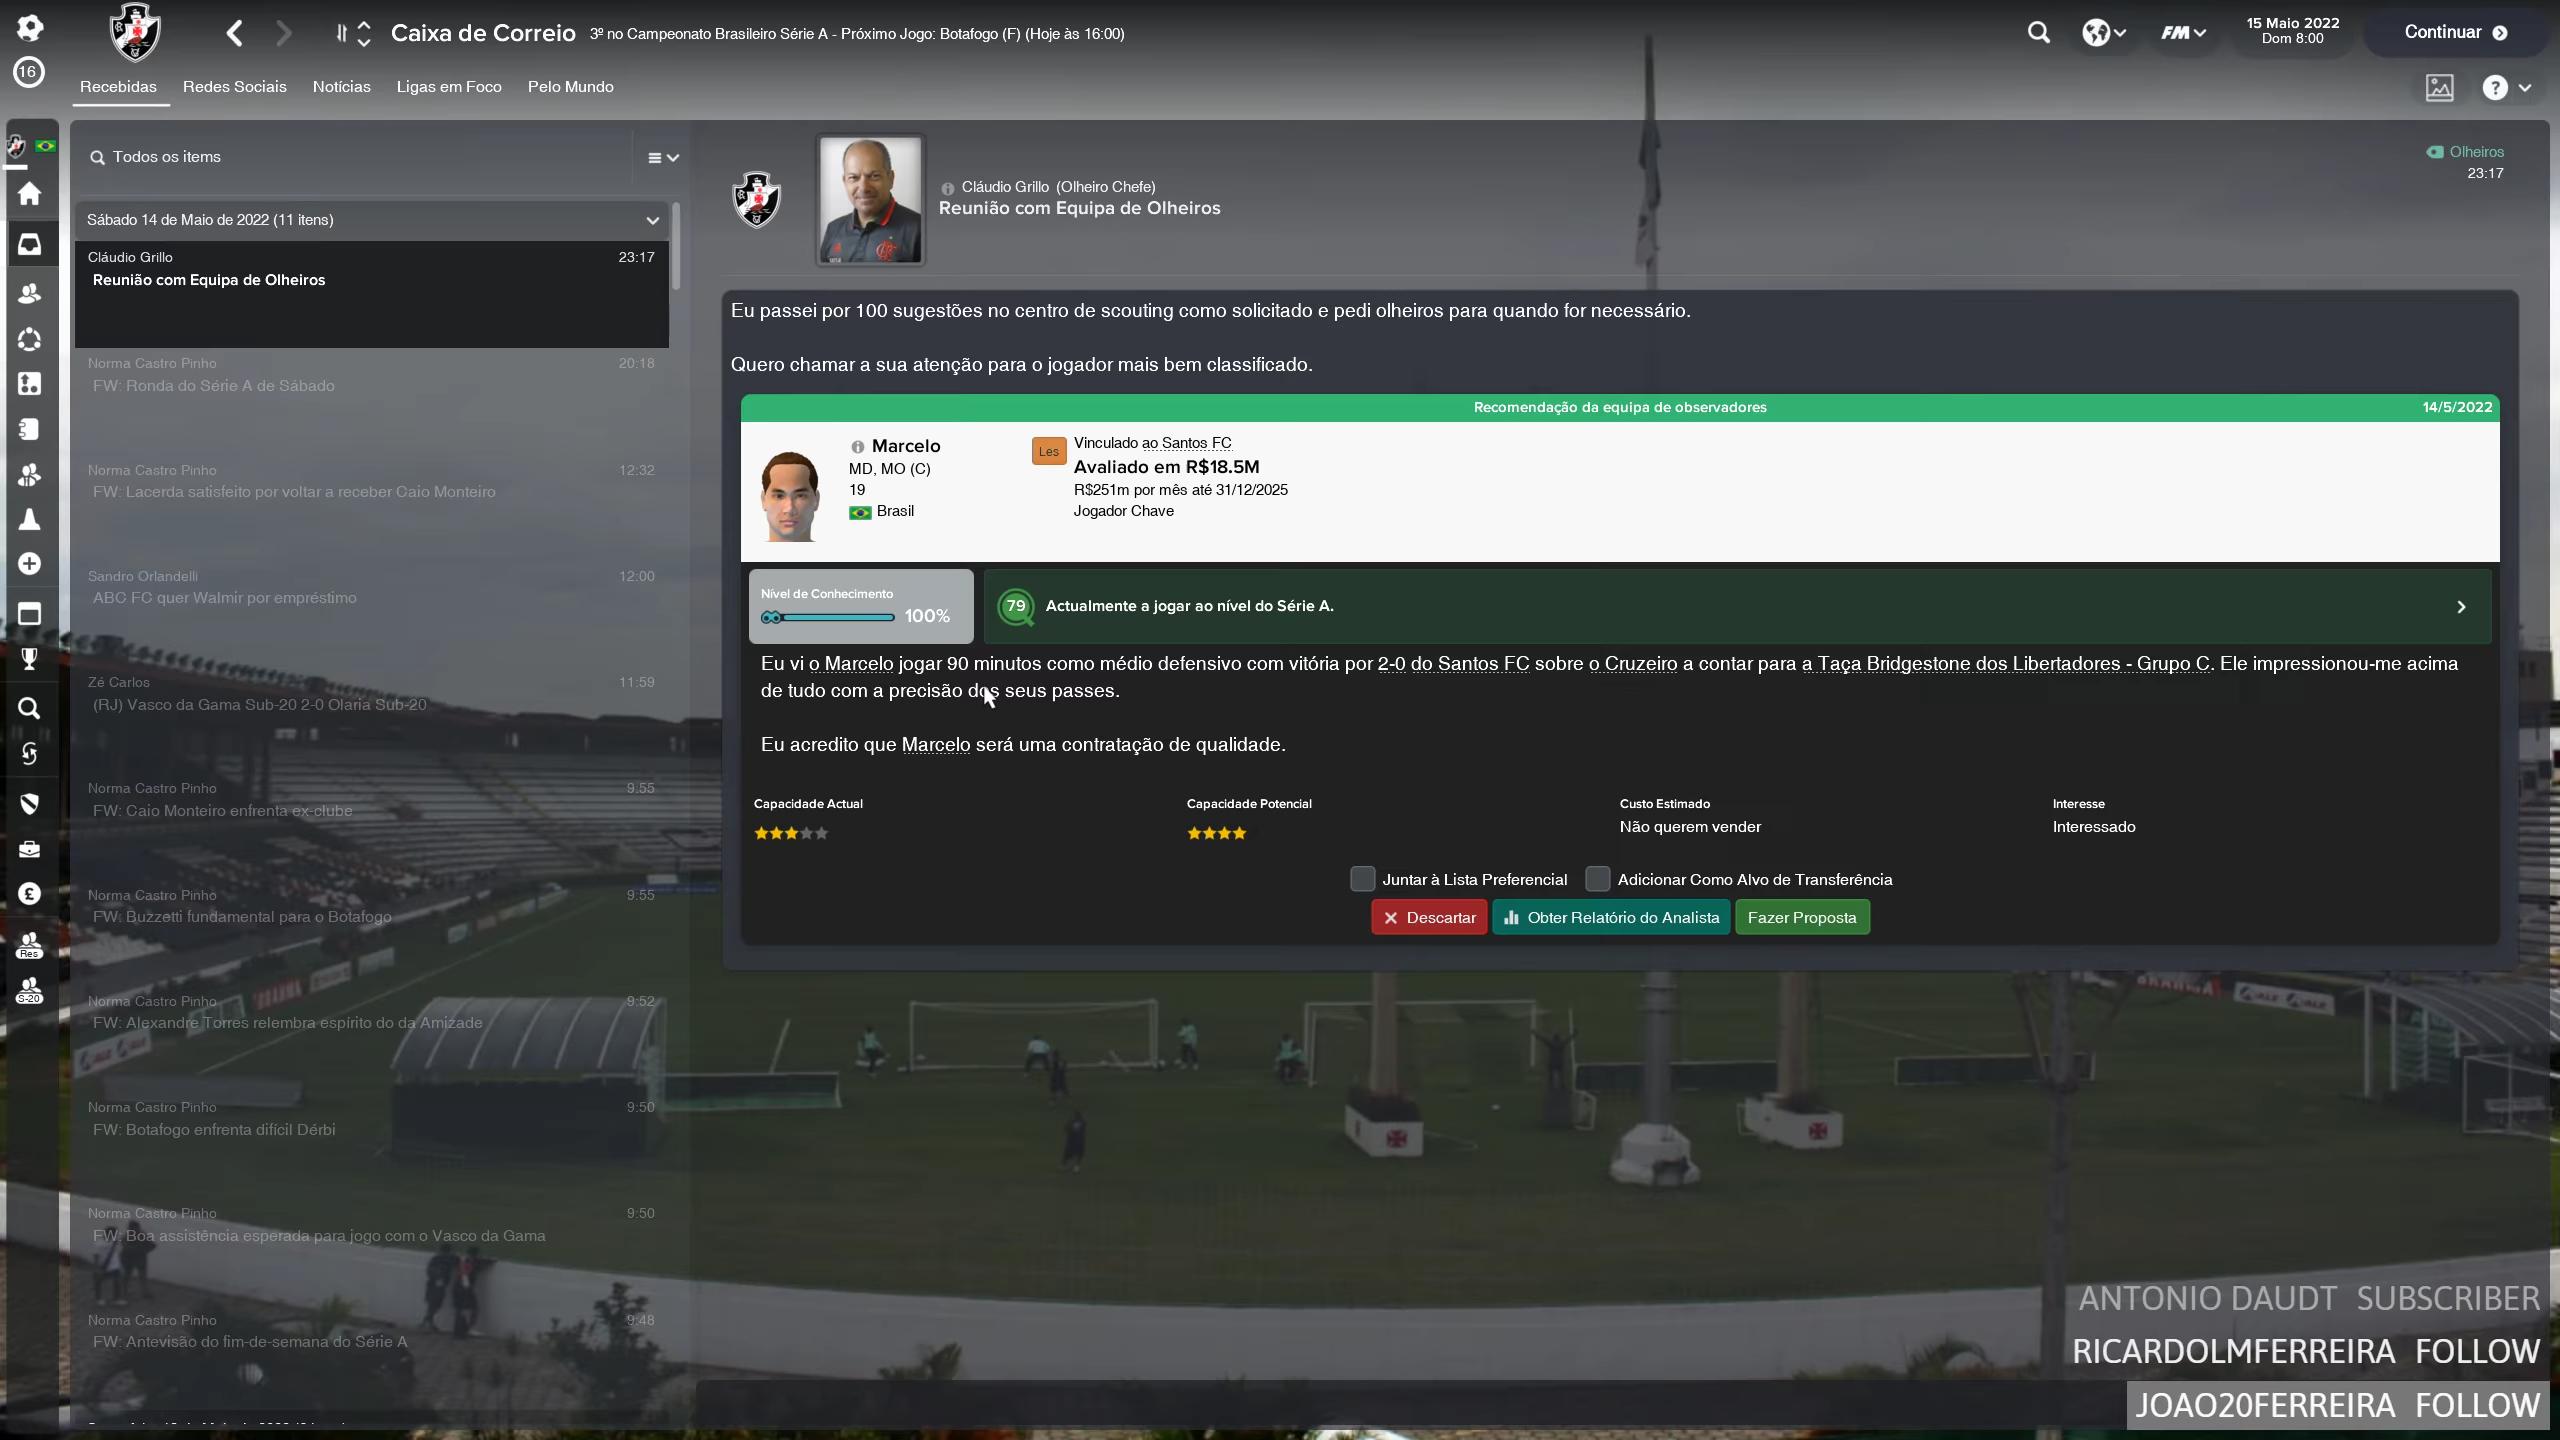 16
Caixa de Correio
3º no Campeonato Brasileiro Série A - Próximo Jogo: Botafogo (F) (Hoje às 16:00)
FM
15 Maio 2022
Dom 8:00
Continuar
Recebidas
Redes Sociais
Notícias
Ligas em Foco
Pelo Mundo
Todos os items
Sábado 14 de Maio de 2022 (11 itens)
Cláudio Grillo
23:17
Reunião com Equipa de Olheiros
Norma Castro Pinho
20:18
FW: Ronda do Série A de Sábado
Norma Castro Pinho
12:32
FW: Lacerda satisfeito por voltar a receber Caio Monteiro
Sandro Orlandelli
12:00
ABC FC quer Walmir por empréstimo
Zé Carlos
11:59
(RJ) Vasco da Gama Sub-20 2-0 Olaria Sub-20
Norma Castro Pinho
9:55
FW: Caio Monteiro enfrenta ex-clube
Norma Castro Pinho
9:55
FW: Buzzetti fundamental para o Botafogo
Norma Castro Pinho
9:52
FW: Alexandre Torres relembra espírito do da Amizade
Norma Castro Pinho
9:50
FW: Botafogo enfrenta difícil Dérbi
Norma Castro Pinho
9:50
FW: Boa assistência esperada para jogo com o Vasco da Gama
Norma Castro Pinho
9:48
FW: Antevisão do fim-de-semana do Série A
Res
S-20
Cláudio Grillo (Olheiro Chefe)
Reunião com Equipa de Olheiros
Olheiros
23:17
Eu passei por 100 sugestões no centro de scouting como solicitado e pedi olheiros para quando for necessário.
Quero chamar a sua atenção para o jogador mais bem classificado.
Recomendação da equipa de observadores
14/5/2022
Marcelo
MD, MO (C)
19
Brasil
Les
Vinculado ao Santos FC
Avaliado em R$18.5M
R$251m por mês até 31/12/2025
Jogador Chave
Nível de Conhecimento
100%
79
Actualmente a jogar ao nível do Série A.
Eu vi o Marcelo jogar 90 minutos como médio defensivo com vitória por 2-0 do Santos FC sobre o Cruzeiro a contar para a Taça Bridgestone dos Libertadores - Grupo C. Ele impressionou-me acima
de tudo com a precisão dos seus passes.
Eu acredito que Marcelo será uma contratação de qualidade.
Capacidade Actual
Capacidade Potencial
Custo Estimado
Não querem vender
Interesse
Interessado
Juntar à Lista Preferencial
Adicionar Como Alvo de Transferência
Descartar
Obter Relatório do Analista
Fazer Proposta
ANTONIO DAUDT SUBSCRIBER
RICARDOLMFERREIRA FOLLOW
JOAO20FERREIRA FOLLOW